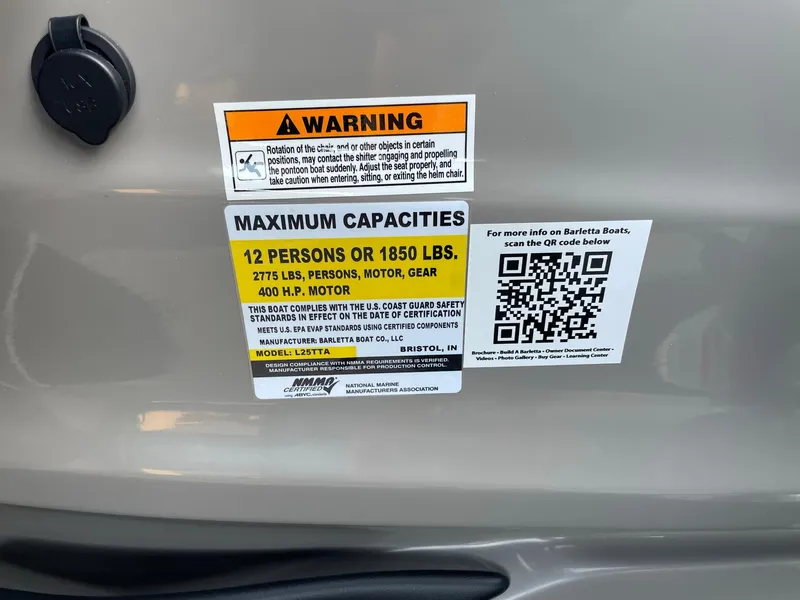 WARNING
Rotation of the chair, and or other objects in certain
positions, may contact the shifter engaging and propelling
the pontoon boat suddenly. Adjust the seat properly, and
take caution when entering, sitting, or exiting the helm chair.
MAXIMUM CAPACITIES
12 PERSONS OR 1850 LBS.
2775 LBS, PERSONS, MOTOR, GEAR
400 H.P. MOTOR
THIS BOAT COMPLIES WITH THE U.S. COAST GUARD SAFETY
STANDARDS IN EFFECT ON THE DATE OF CERTIFICATION
MEETS U.S. EPA EVAP STANDARDS USING CERTIFIED COMPONENTS
MANUFACTURER: BARLETTA BOAT CO., LLC
MODEL: L25TTA BRISTOL, IN
DESIGN COMPLIANCE WITH NMMA REQUIREMENTS IS VERIFIED.
MANUFACTURER RESPONSIBLE FOR PRODUCTION CONTROL.
NMMA
CERTIFIED
NATIONAL MARINE
MANUFACTURERS ASSOCIATION
For more info on Barletta Boats,
scan the QR code below
Brochure • Build A Barletta • Owner Document Center •
Videos • Photo Gallery • Buy Gear • Learning Center